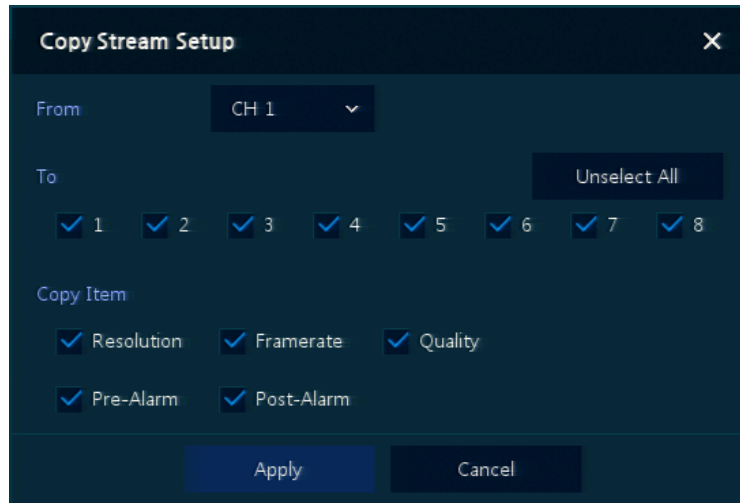 Copy Stream Setup
From CH 1
To Unselect All
1 2 3 4 5 6 7 8
Copy Item
Resolution Framerate Quality
Pre-Alarm Post-Alarm
Apply Cancel